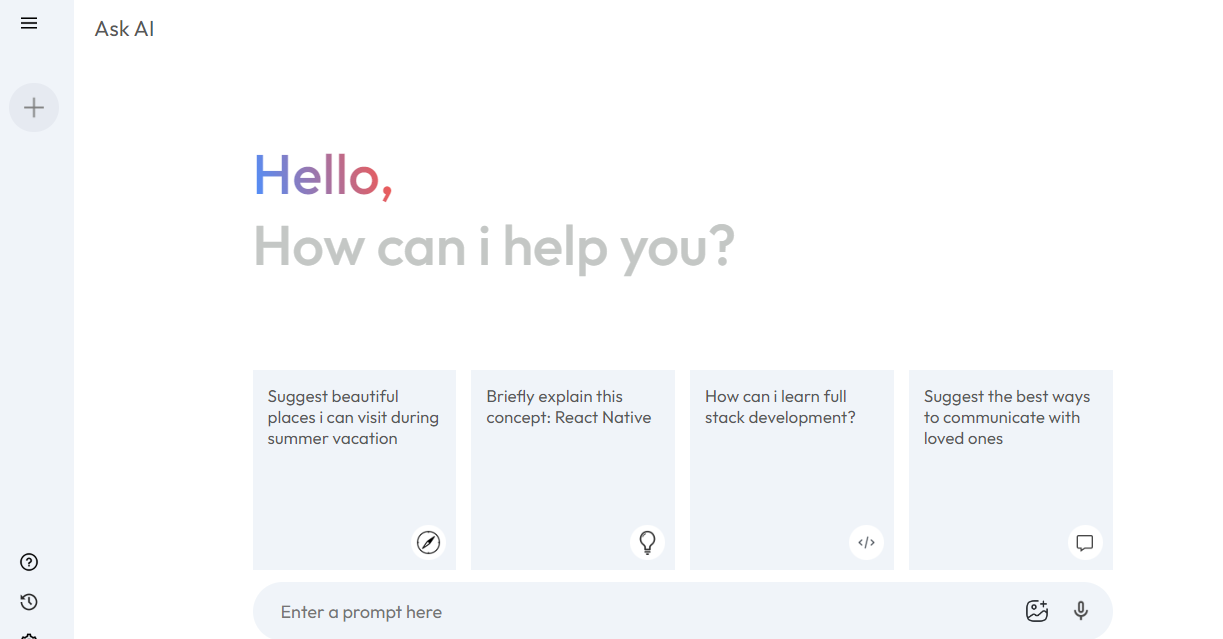 Ask AI
Hello,
How can i help you?
Suggest beautiful
places i can visit during
summer vacation
Briefly explain this
concept: React Native
How can i learn full
stack development?
Suggest the best ways
to communicate with
loved ones
Enter a prompt here